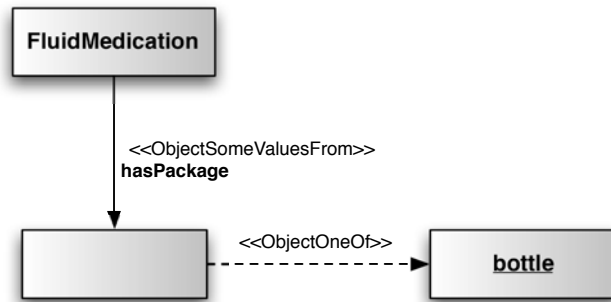 FluidMedication
<<ObjectSomeValuesFrom>>
hasPackage
<<ObjectOneOf>>
bottle